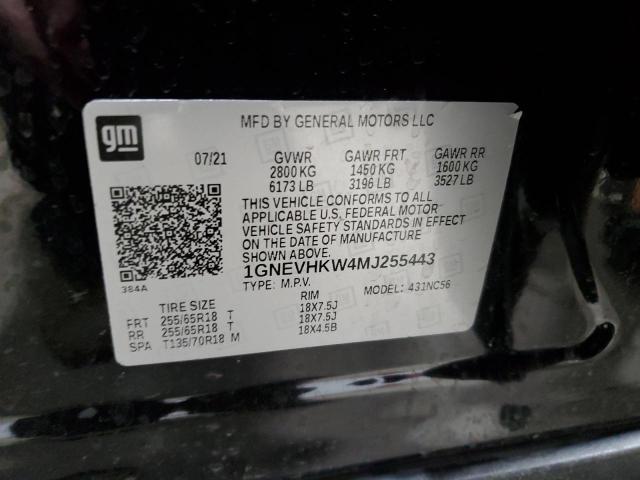 gm
MFD BY GENERAL MOTORS LLC
07/21 GVWR GAWR FRT GAWR RR
2800 KG 1450 KG 1600 KG
6173 LB 3196 LB 3527 LB
THIS VEHICLE CONFORMS TO ALL
APPLICABLE U.S. FEDERAL MOTOR
VEHICLE SAFETY STANDARDS IN EFFECT
ON THE DATE OF MANUFACTURE
SHOWN ABOVE.
1GNEVHKW4MJ255443
384A
TYPE: M.P.V. MODEL: 431NC56
TIRE SIZE RIM
FRT 255/65R18 T 18X7.5J
RR 255/65R18 T 18X7.5J
SPA T135/70R18 M 18X4.5B